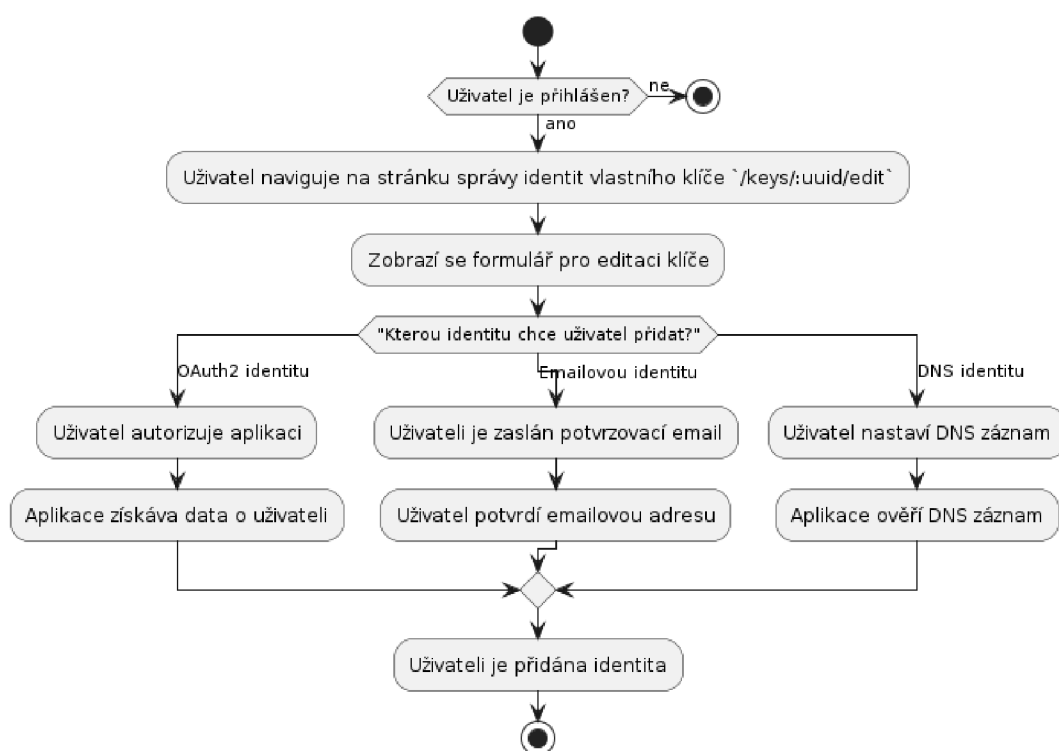 Uživatel je přihlášen?
ne
ano
Uživatel naviguje na stránku správy identit vlastního klíče `/keys/:uuid/edit`
Zobrazí se formulář pro editaci klíče
"Kterou identitu chce uživatel přidat?"
OAuth2 identitu
Emailovou identitu
DNS identitu
Uživatel autorizuje aplikaci
Uživateli je zaslán potvrzovací email
Uživatel nastaví DNS záznam
Aplikace získáva data o uživateli
Uživatel potvrdí emailovou adresu
Aplikace ověří DNS záznam
Uživateli je přidána identita